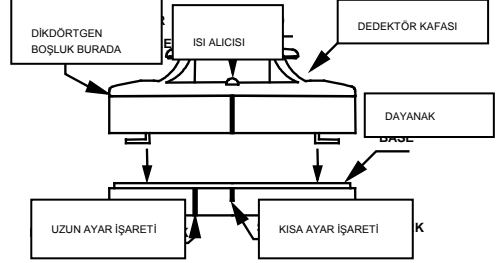 DİKDÖRTGEN
BOŞLUK BURADA
ISI ALICISI
DEDEKTÖR KAFASI
DAYANAK
BASE
UZUN AYAR İŞARETİ
KISA AYAR İŞARETİ
K